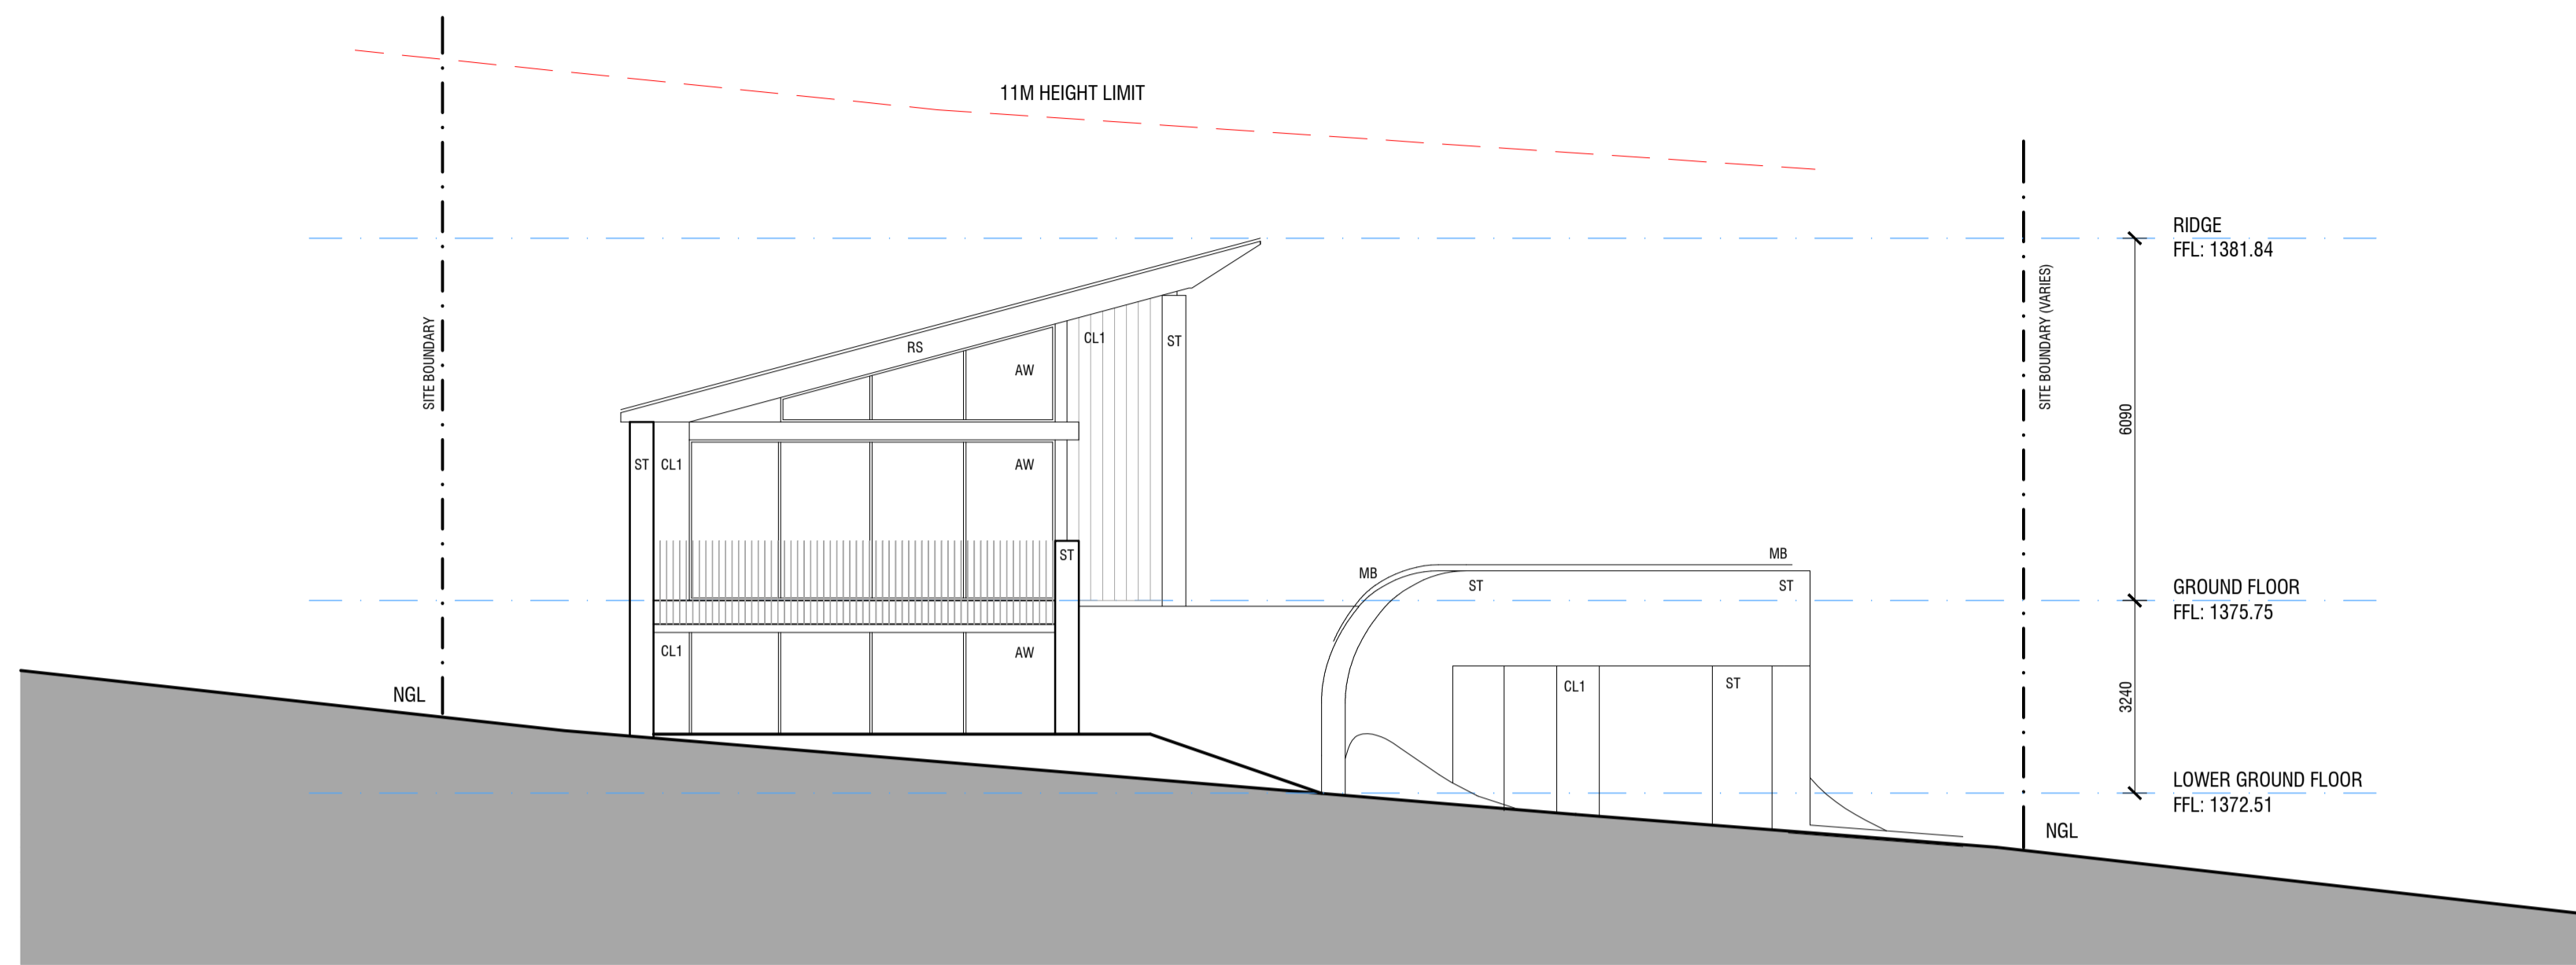 11M HEIGHT LIMIT
RIDGE
FFL: 1381.84
SITE BOUNDARY
SITE BOUNDARY (VARIES)
RS
AW
CL1
ST
6090
ST
CL1
AW
ST
MB
MB
ST
ST
GROUND FLOOR
FFL: 1375.75
CL1
AW
CL1
ST
3240
NGL
LOWER GROUND FLOOR
FFL: 1372.51
NGL